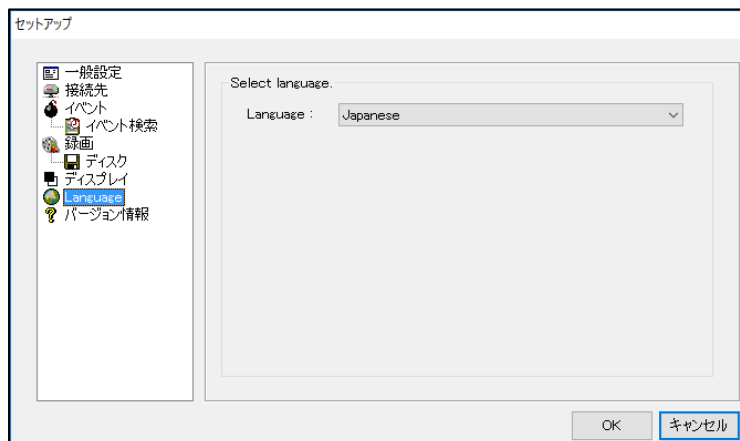 セットアップ
一般設定
接続先
イベント
イベント検索
録画
ディスク
ディスプレイ
Language
バージョン情報
Select language.
Language : Japanese
OK キャンセル